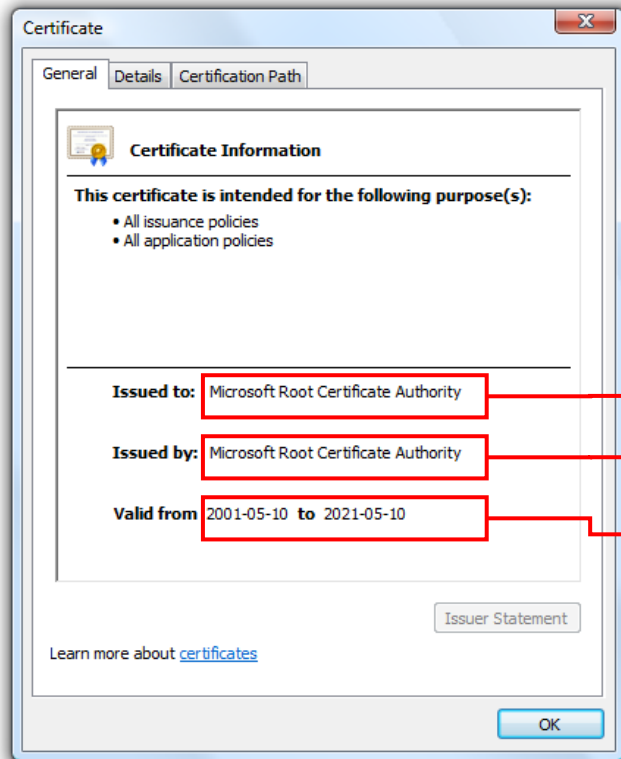 Certificate
General Details Certification Path
Certificate Information
This certificate is intended for the following purpose(s):
• All issuance policies
• All application policies
Issued to: Microsoft Root Certificate Authority
Issued by: Microsoft Root Certificate Authority
Valid from 2001-05-10 to 2021-05-10
Issuer Statement
Learn more about certificates
OK